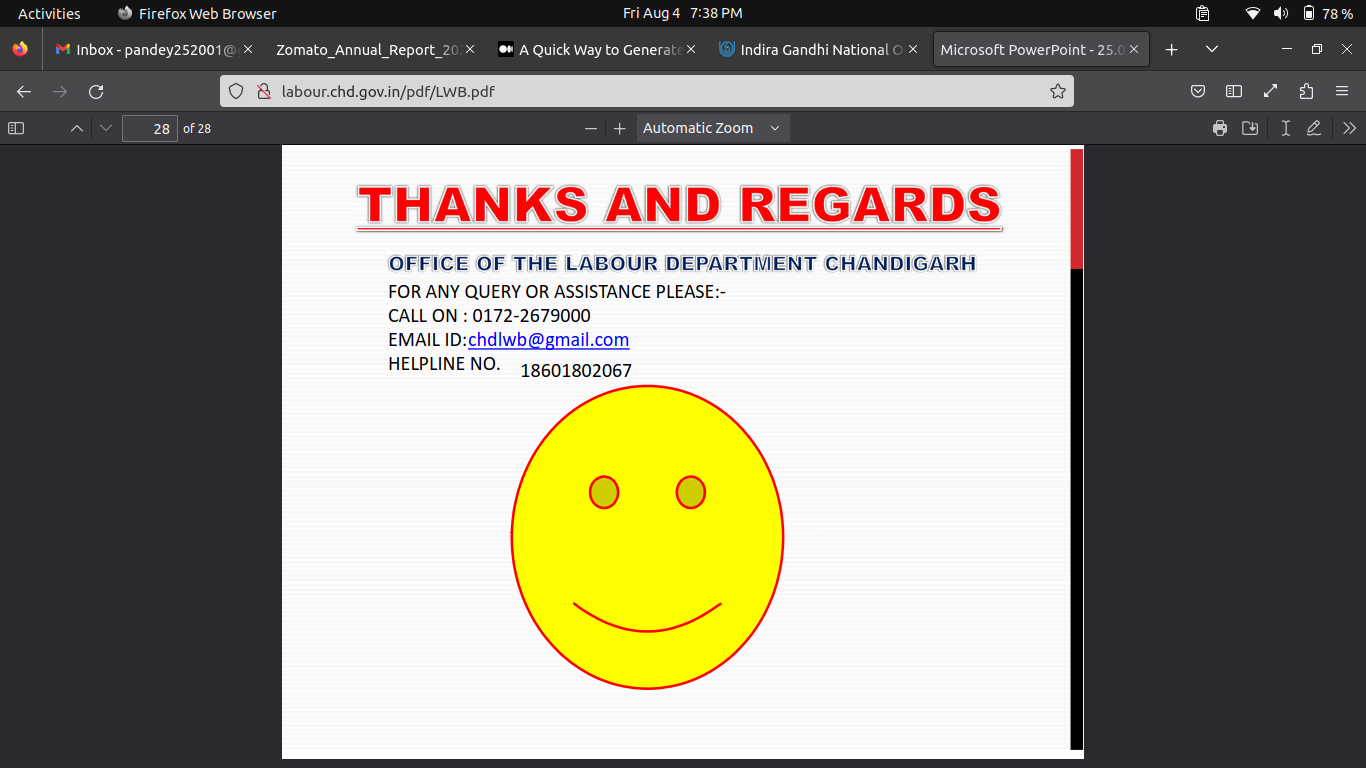 Activities Firefox Web Browser Fri Aug 4 7:38 PM 78 %
Inbox - pandey252001@ Zomato_Annual_Report_20 A Quick Way to Generate Indira Gandhi National O Microsoft PowerPoint - 25.0
labour.chd.gov.in/pdf/LWB.pdf
28 of 28 Automatic Zoom
THANKS AND REGARDS
OFFICE OF THE LABOUR DEPARTMENT CHANDIGARH
FOR ANY QUERY OR ASSISTANCE PLEASE:-
CALL ON : 0172-2679000
EMAIL ID:chdlwb@gmail.com
HELPLINE NO. 18601802067